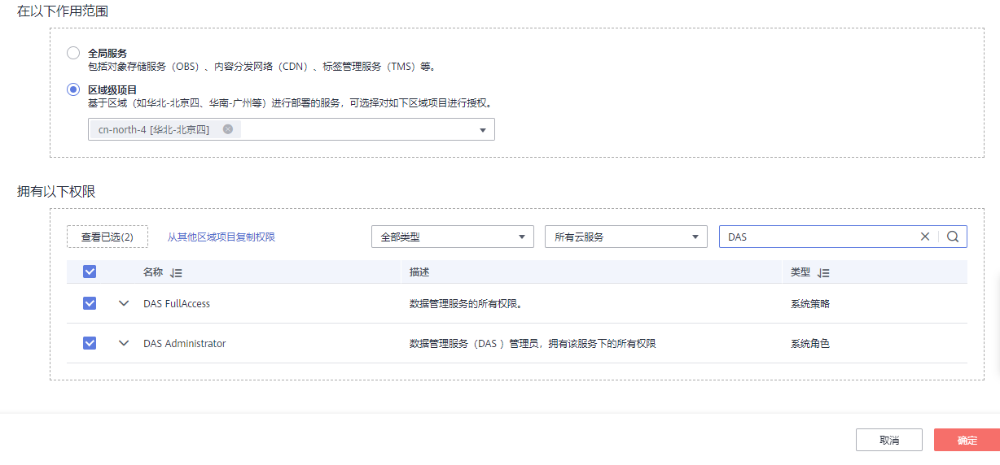 在以下作用范围
全局服务
包括对象存储服务（OBS）、内容分发网络（CDN）、标签管理服务（TMS）等。
区域级项目
基于区域（如华北-北京四、华南-广州等）进行部署的服务，可选择对如下区域项目进行授权。
cn-north-4 [华北-北京四]
拥有以下权限
查看已选(2) 从其他区域项目复制权限 全部类型 所有云服务 DAS
名称 描述 类型
DAS FullAccess 数据管理服务的所有权限。 系统策略
DAS Administrator 数据管理服务（DAS ）管理员，拥有该服务下的所有权限 系统角色
取消 确定